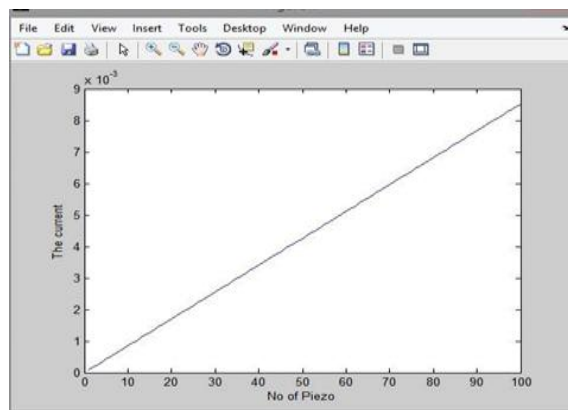 File Edit View Insert Tools Desktop Window Help
× 10⁻³
9
8
7
6
5
4
3
2
1
0
The current
0 10 20 30 40 50 60 70 80 90 100
No of Piezo